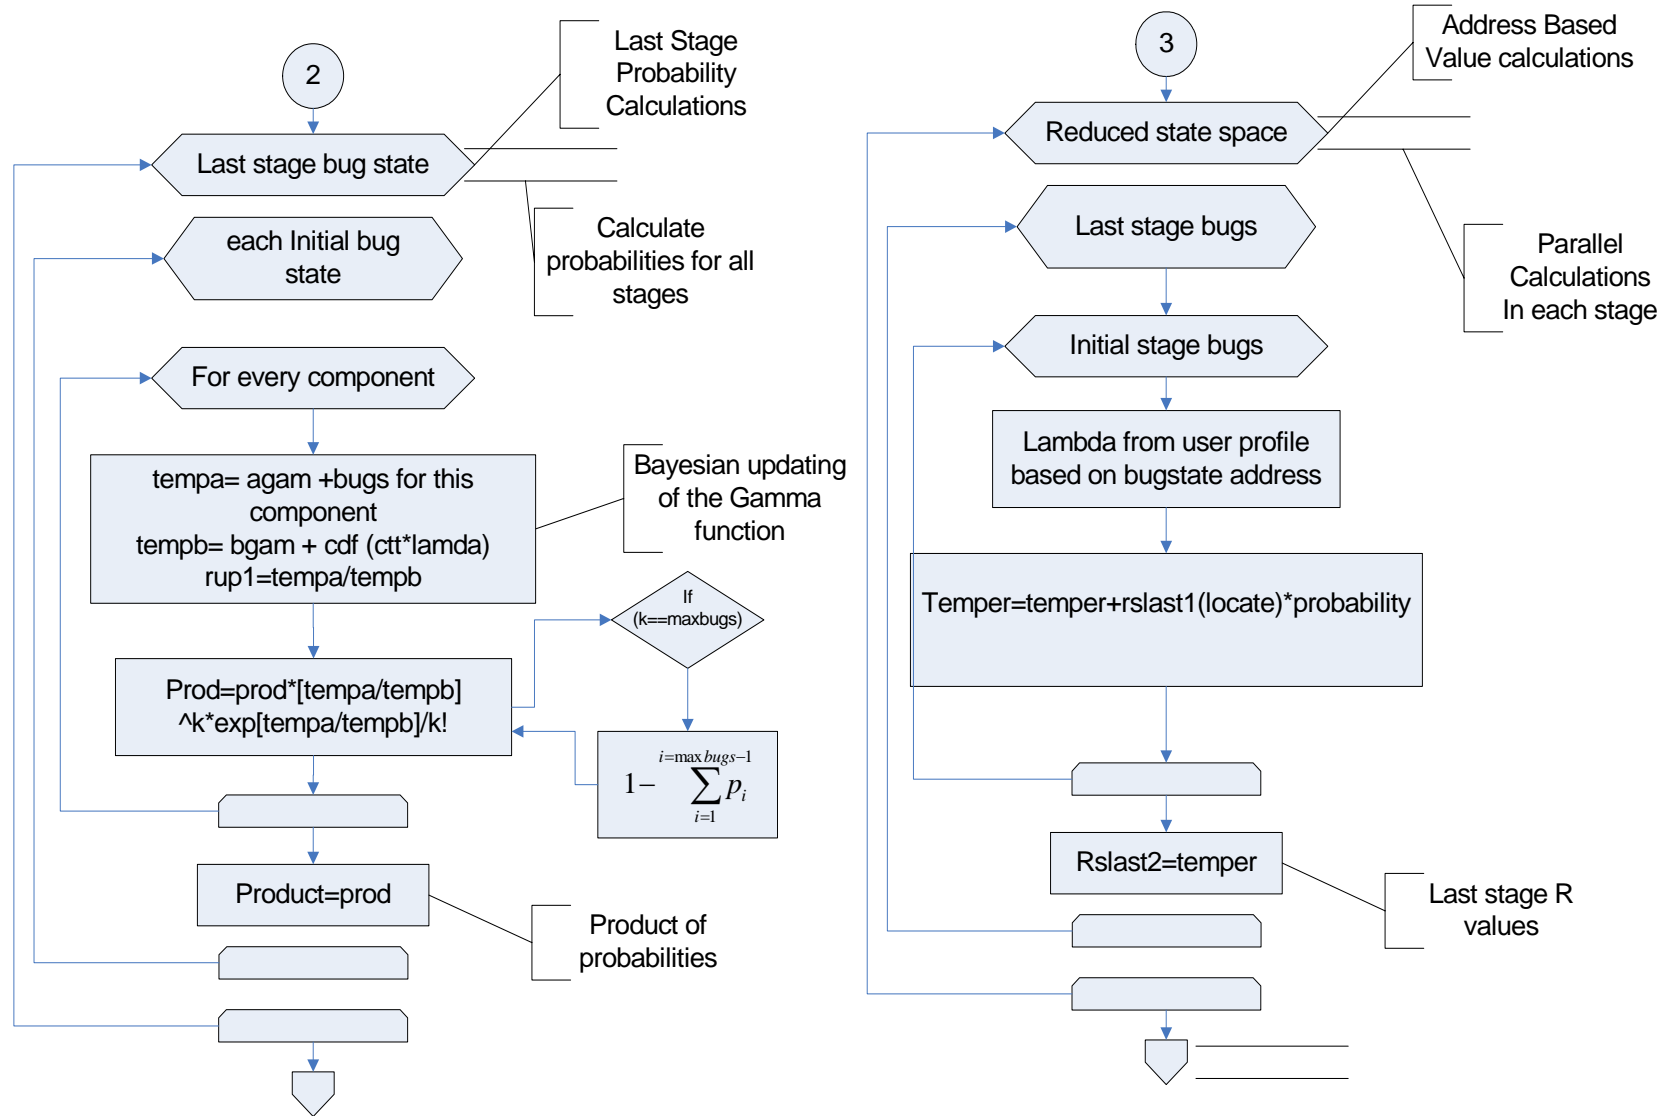 2
Last Stage
Probability
Calculations
Last stage bug state
each Initial bug
state
Calculate
probabilities for all
stages
For every component
tempa= agam +bugs for this
component
tempb= bgam + cdf (ctt*lamda)
rup1=tempa/tempb
Bayesian updating
of the Gamma
function
If
(k==maxbugs)
Prod=prod*[tempa/tempb]
^k*exp[tempa/tempb]/k!
i=max bugs−1
1− ∑ p_i
i=1
Product=prod
Product of
probabilities
3
Address Based
Value calculations
Reduced state space
Last stage bugs
Parallel
Calculations
In each stage
Initial stage bugs
Lambda from user profile
based on bugstate address
Temper=temper+rslast1(locate)*probability
Rslast2=temper
Last stage R
values